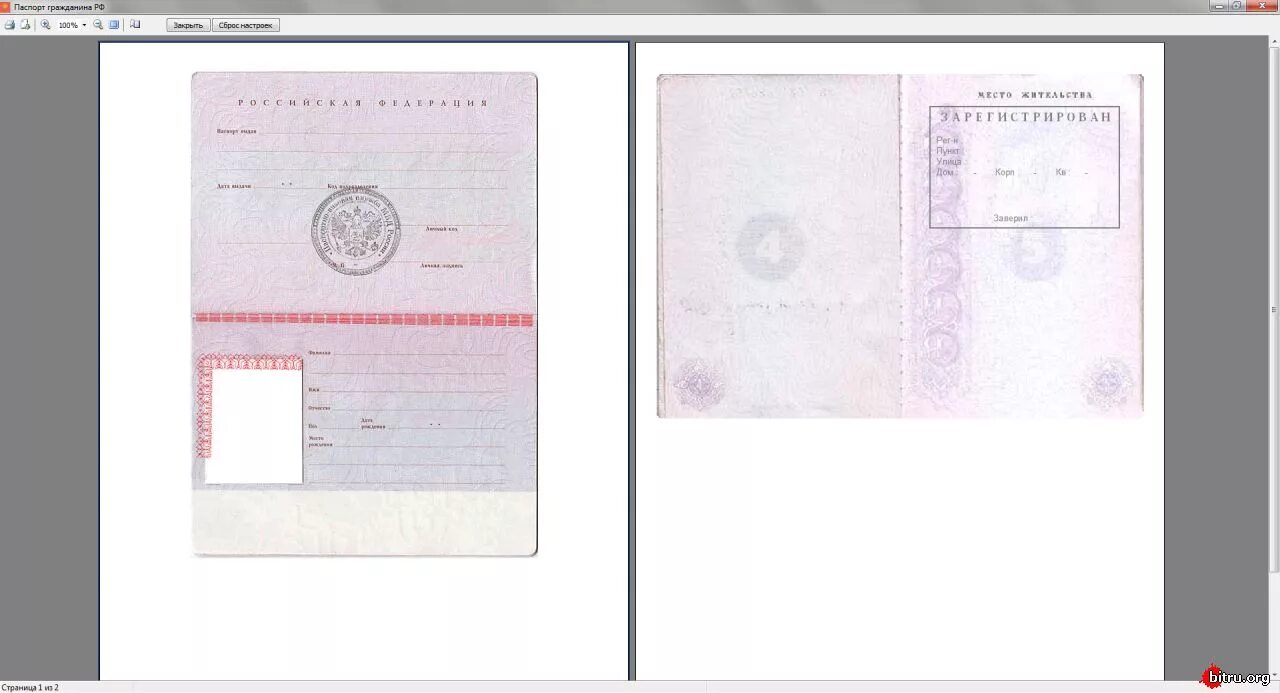 Паспорт гражданина РФ
100%
Закрыть
Сброс настроек
РОССИЙСКАЯ ФЕДЕРАЦИЯ
Паспорт выдан
Дата выдачи
Код подразделения
Личный код
Личная подпись
Фамилия
Имя
Отчество
Пол
Дата рождения
Место рождения
4
МЕСТО ЖИТЕЛЬСТВА
ЗАРЕГИСТРИРОВАН
Рег-н
Пункт
Улица
Дом : - Корп - Кв : -
Заверил
5
Страница 1 из 2
bitru.org